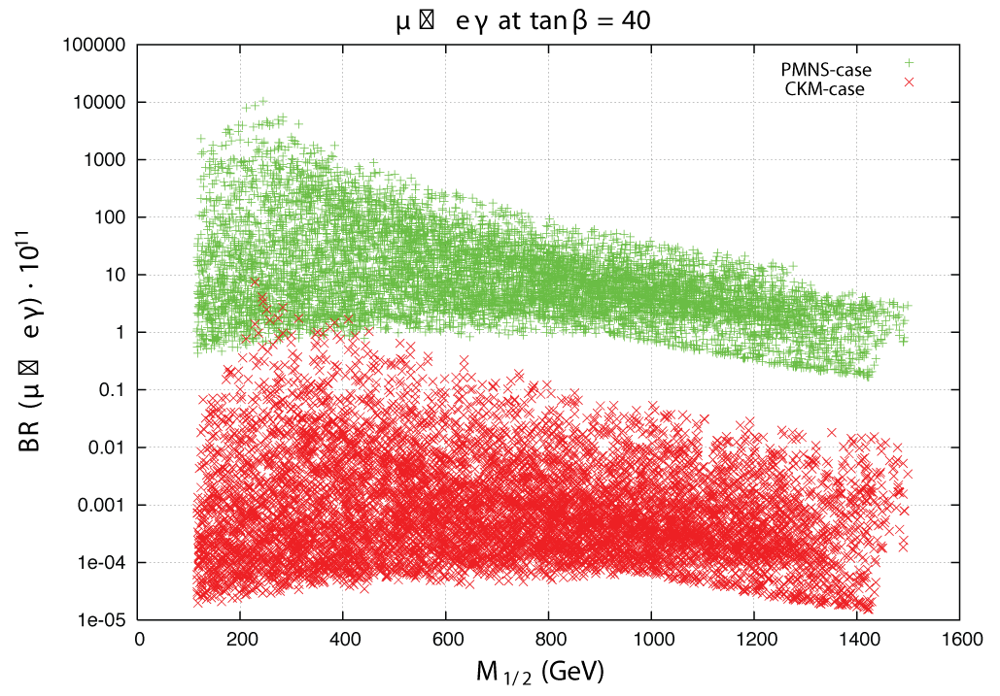 μ □ e γ at tan β = 40
PMNS-case
CKM-case
BR (μ □ e γ) · 10¹¹
100000
10000
1000
100
10
1
0.1
0.01
0.001
1e-04
1e-05
0
200
400
600
800
1000
1200
1400
1600
M₁/₂ (GeV)